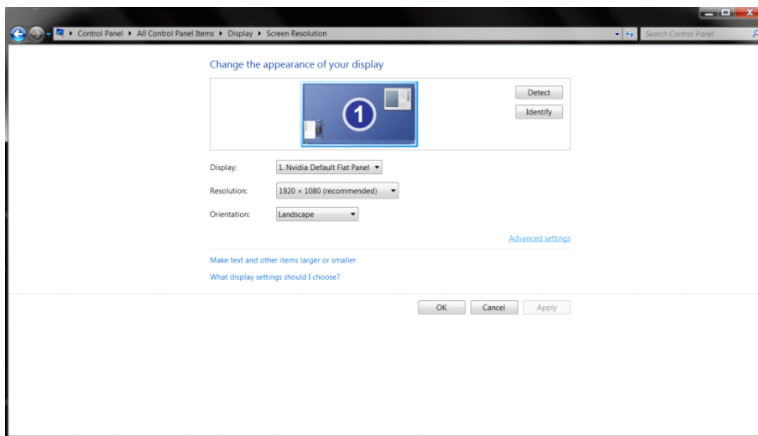 Control Panel ▸ All Control Panel Items ▸ Display ▸ Screen Resolution
Search Control Panel
Change the appearance of your display
1
Detect
Identify
Display: 1. Nvidia Default Flat Panel
Resolution: 1920 × 1080 (recommended)
Orientation: Landscape
Advanced settings
Make text and other items larger or smaller
What display settings should I choose?
OK Cancel Apply